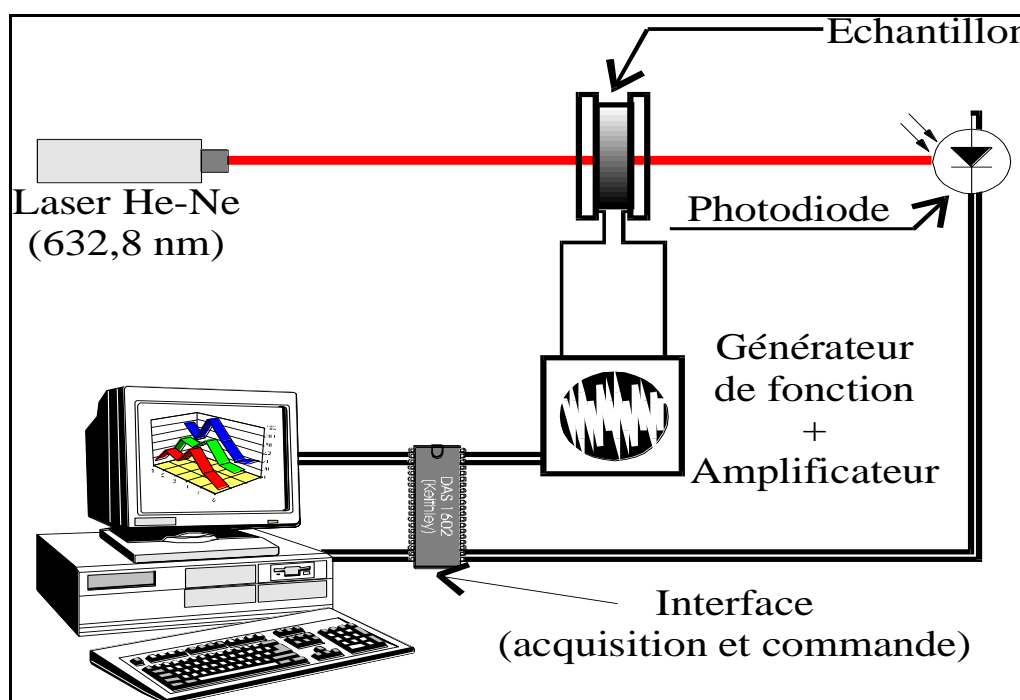 Echantillon
Laser He-Ne
(632,8 nm)
Photodiode
Générateur
de fonction
+
Amplificateur
DAS 1602
(Keithley)
Interface
(acquisition et commande)